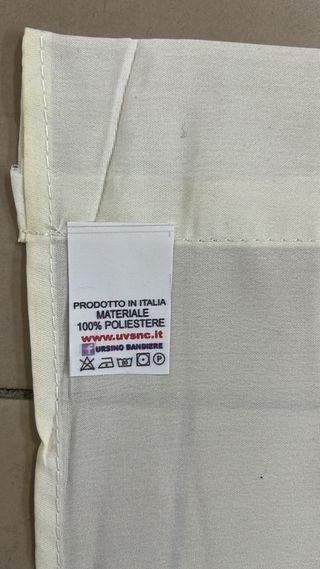 PRODOTTO IN ITALIA
MATERIALE
100% POLIESTERE
www.uvsnc.it
f URSINO BANDIERE
P